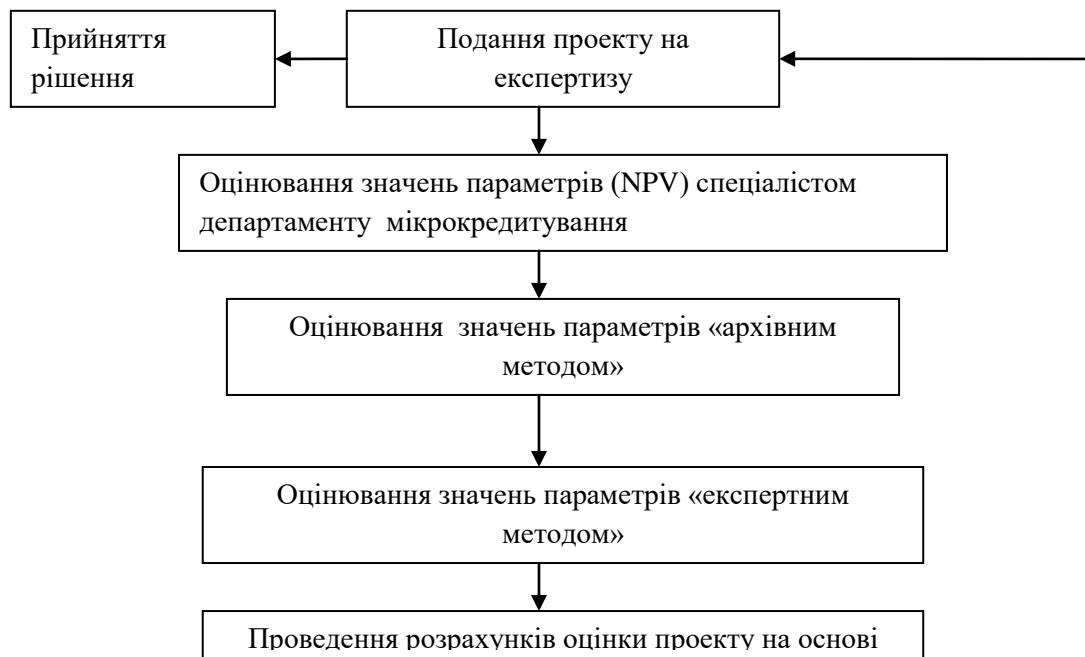 Прийняття
рішення
Подання проекту на
експертизу
Оцінювання значень параметрів (NPV) спеціалістом
департаменту мікрокредитування
Оцінювання значень параметрів «архівним
методом»
Оцінювання значень параметрів «експертним
методом»
Проведення розрахунків оцінки проекту на основі